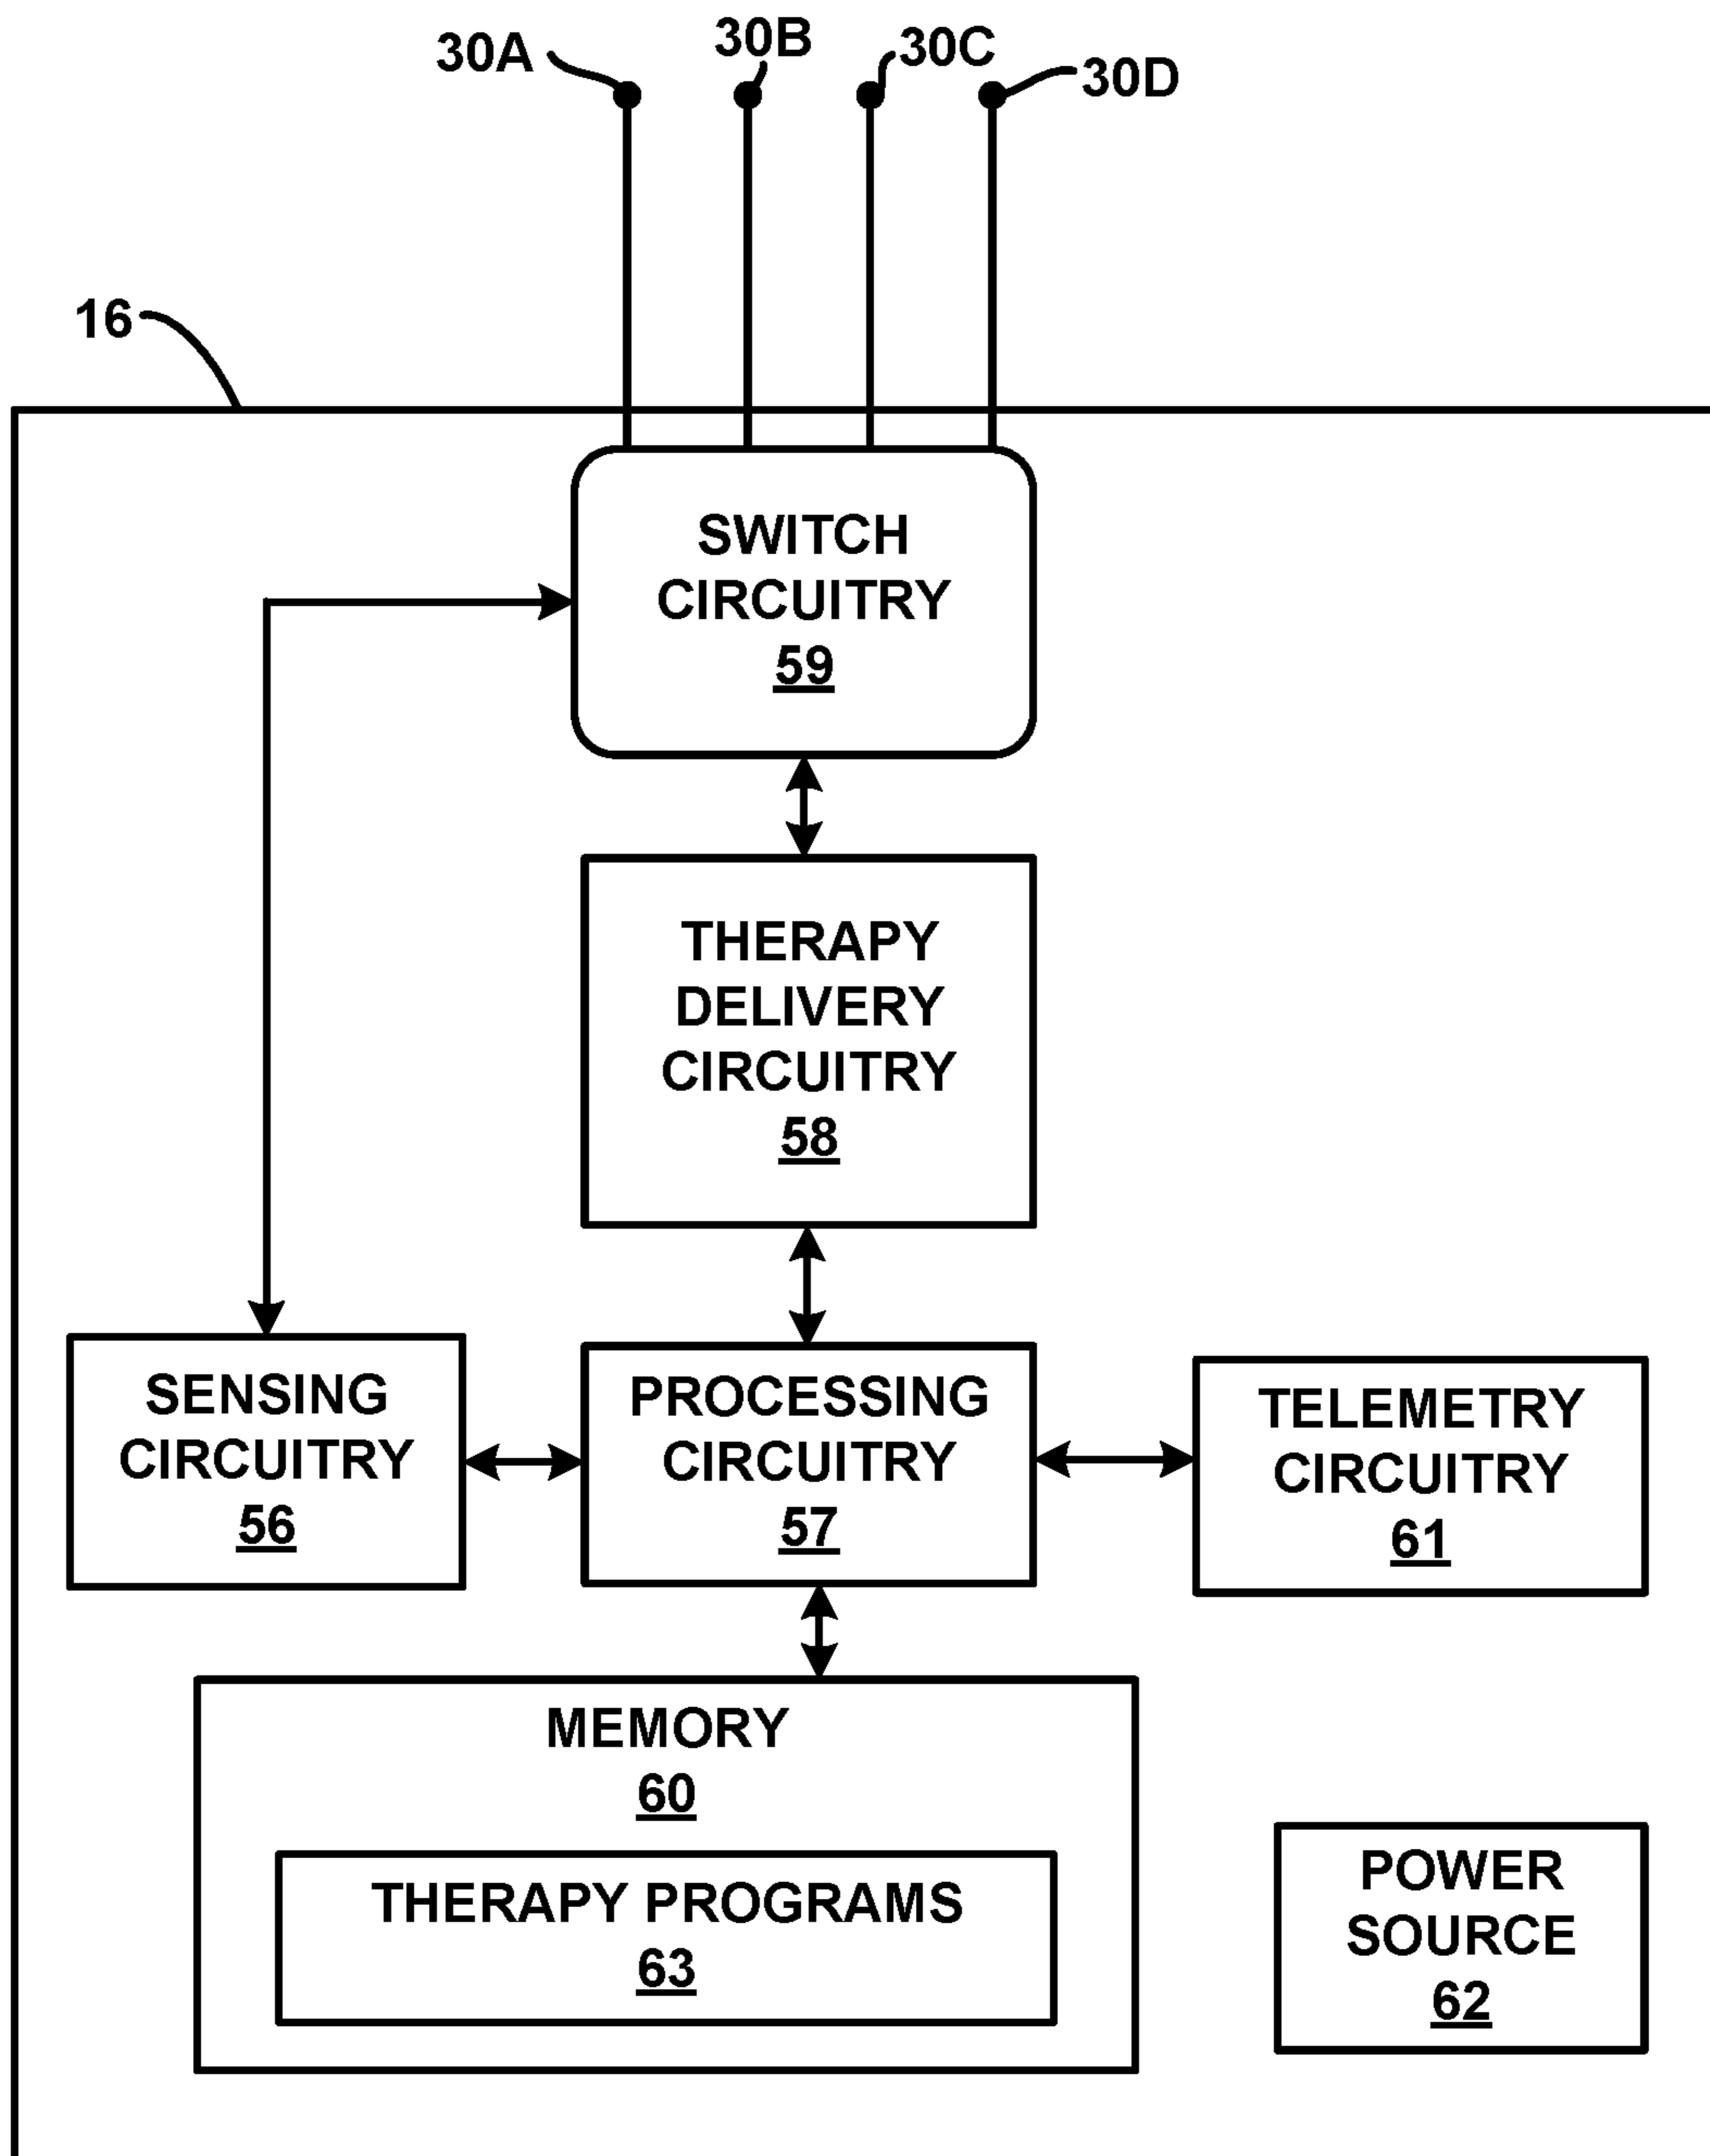 30A
30B
30C
30D
16
SWITCH
CIRCUITRY
59
THERAPY
DELIVERY
CIRCUITRY
58
SENSING
CIRCUITRY
56
PROCESSING
CIRCUITRY
57
TELEMETRY
CIRCUITRY
61
MEMORY
60
THERAPY PROGRAMS
63
POWER
SOURCE
62